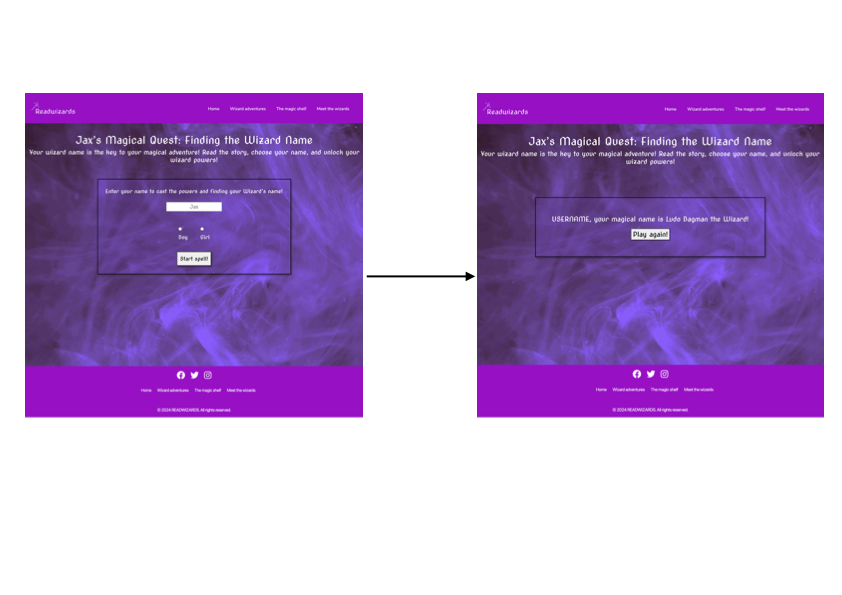 Readwizards
Home Wizard adventures The magic shelf Meet the wizards
Jax's Magical Quest: Finding the Wizard Name
Your wizard name is the key to your magical adventure! Read the story, choose your name, and unlock your
wizard powers!
Enter your name to cast the powers and finding your Wizard's name!
Jax
Boy Girl
Start spell!
Home Wizard adventures The magic shelf Meet the wizards
© 2024 READWIZARDS. All rights reserved.
Readwizards
Home Wizard adventures The magic shelf Meet the wizards
Jax's Magical Quest: Finding the Wizard Name
Your wizard name is the key to your magical adventure! Read the story, choose your name, and unlock your
wizard powers!
USERNAME, your magical name is Ludo Dagman the Wizard!
Play again!
Home Wizard adventures The magic shelf Meet the wizards
© 2024 READWIZARDS. All rights reserved.